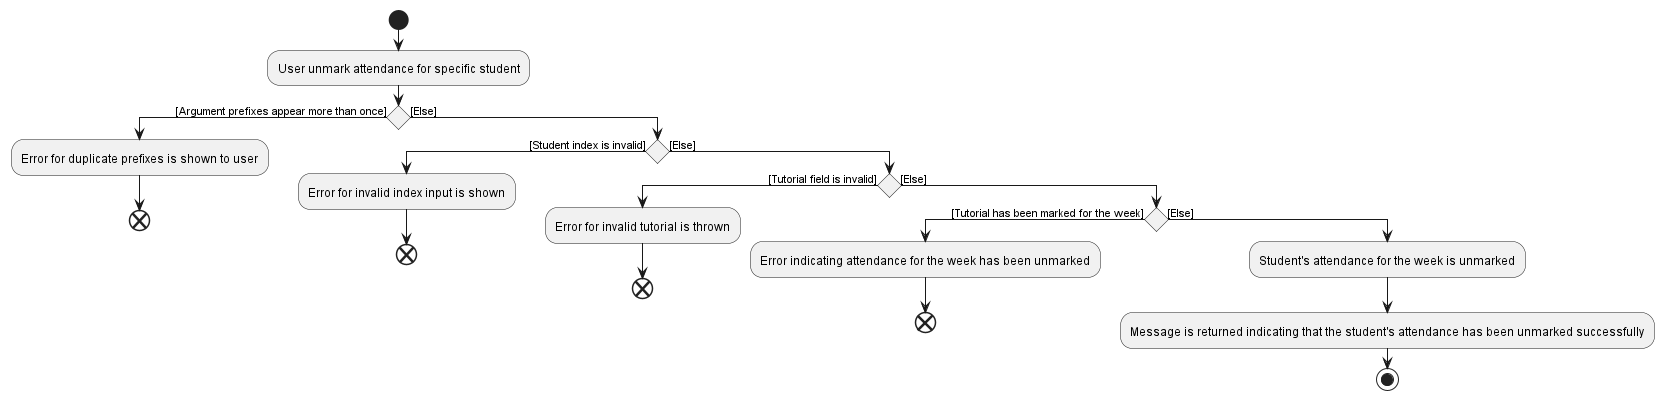 User unmark attendance for specific student
[Argument prefixes appear more than once]
[Else]
Error for duplicate prefixes is shown to user
[Student index is invalid]
[Else]
Error for invalid index input is shown
[Tutorial field is invalid]
[Else]
Error for invalid tutorial is thrown
[Tutorial has been marked for the week]
[Else]
Error indicating attendance for the week has been unmarked
Student's attendance for the week is unmarked
Message is returned indicating that the student's attendance has been unmarked successfully